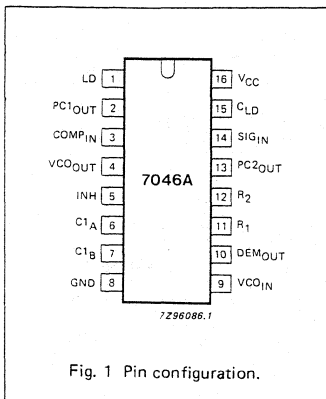 LD 1 16 VCC
PC1OUT 2 15 CLD
COMPIN 3 14 SIGIN
VCOOUT 4 13 PC2OUT
7046A
INH 5 12 R2
C1A 6 11 R1
C1B 7 10 DEMOUT
GND 8 9 VCOIN
7Z96086.1
Fig. 1 Pin configuration.